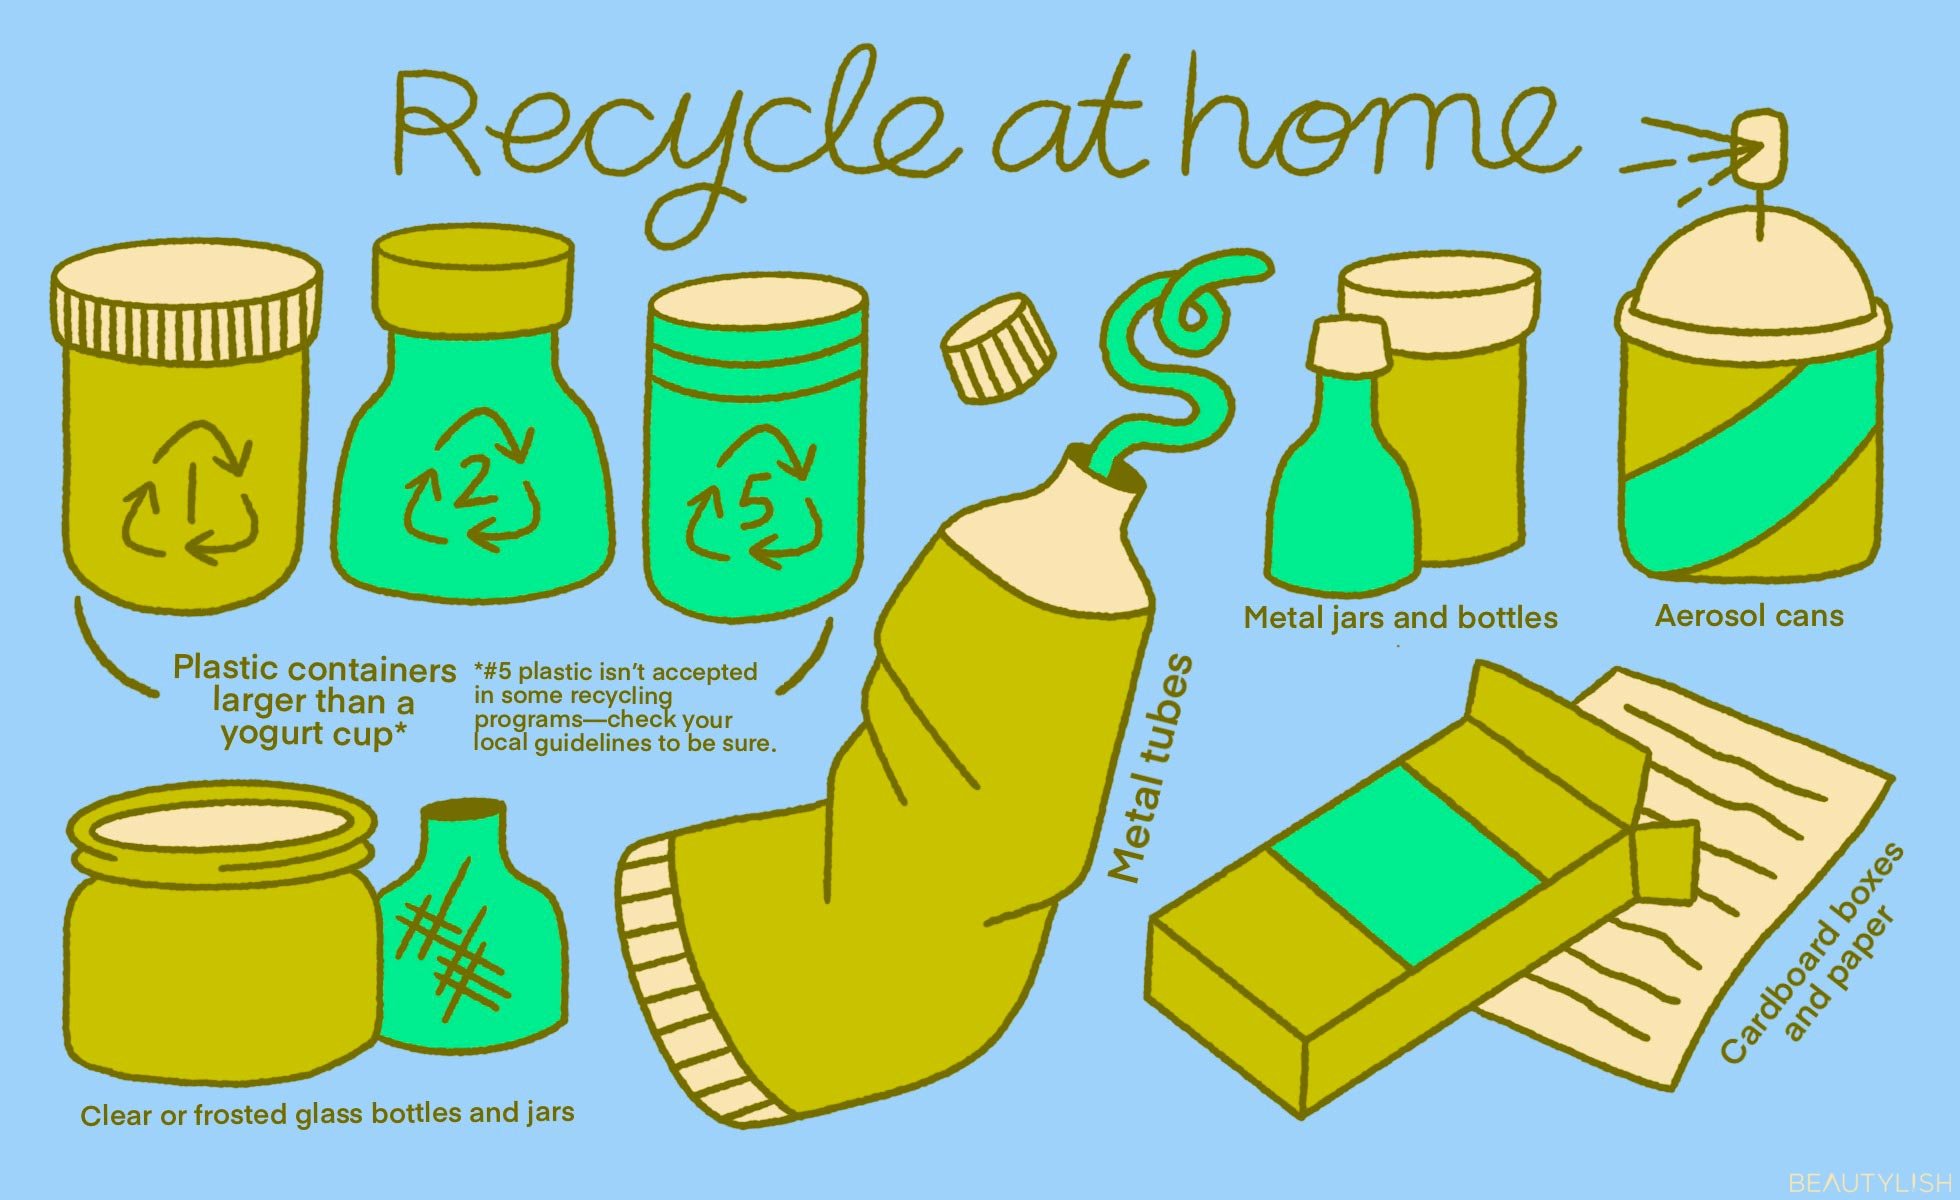 Recycle at home
1
2
5
Plastic containers
larger than a
yogurt cup*
*#5 plastic isn't accepted
in some recycling
programs—check your
local guidelines to be sure.
Metal tubes
Metal jars and bottles
Aerosol cans
Clear or frosted glass bottles and jars
Cardboard boxes
and paper
BEAUTYLISH